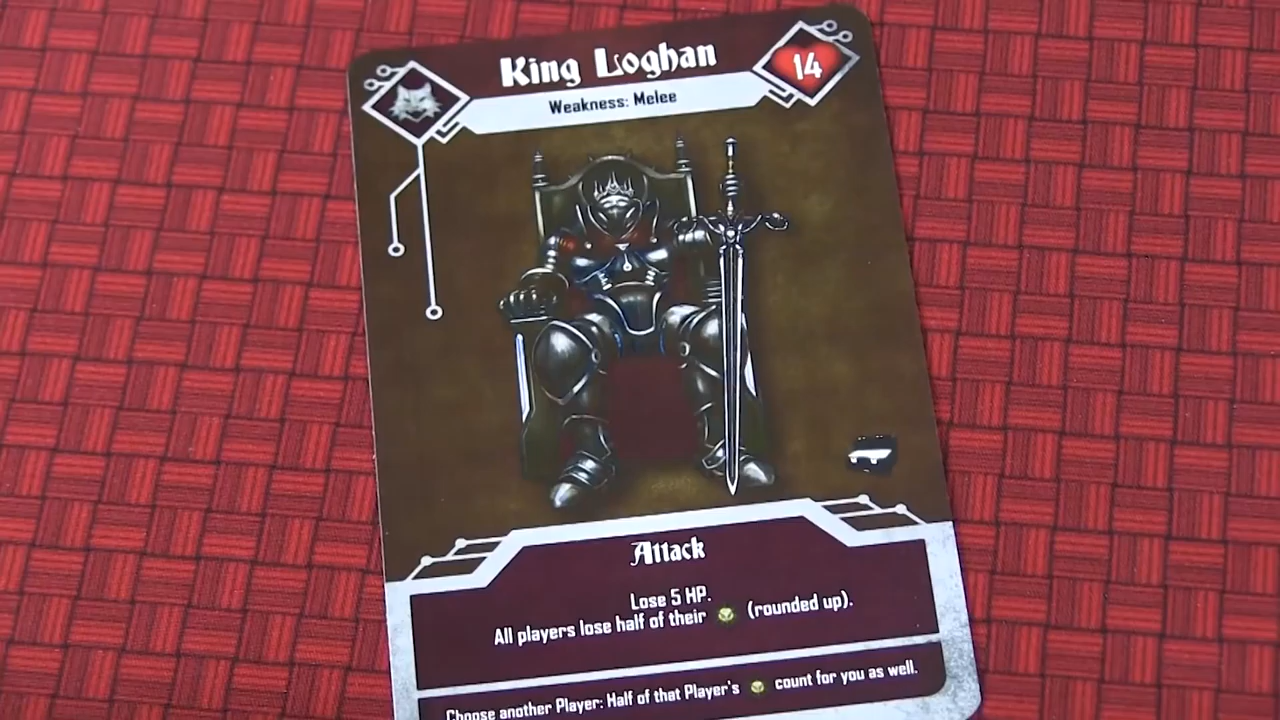 King Loghan
14
Weakness: Melee
Attack
Lose 5 HP.
All players lose half of their (rounded up).
Choose another Player: Half of that Player's count for you as well.